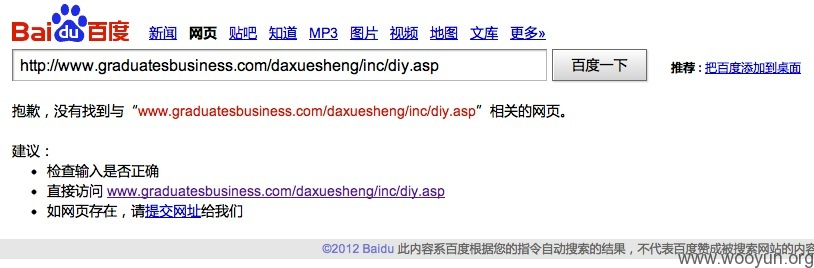 Bai du 百度 新闻 网页 贴吧 知道 MP3 图片 视频 地图 文库 更多»
http://www.graduatesbusiness.com/daxuesheng/inc/diy.asp 百度一下 推荐 : 把百度添加到桌面
抱歉，没有找到与“www.graduatesbusiness.com/daxuesheng/inc/diy.asp”相关的网页。
建议：
• 检查输入是否正确
• 直接访问 www.graduatesbusiness.com/daxuesheng/inc/diy.asp
• 如网页存在，请提交网址给我们
©2012 Baidu 此内容系百度根据您的指令自动搜索的结果，不代表百度赞成被搜索网站的内容
www.wooyun.org